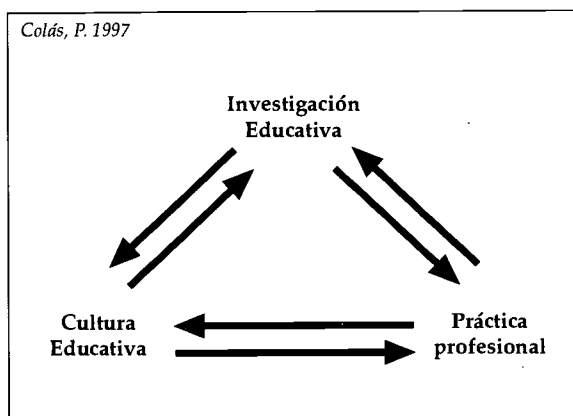 Colás, P. 1997
Investigación
Educativa
Cultura
Educativa
Práctica
profesional